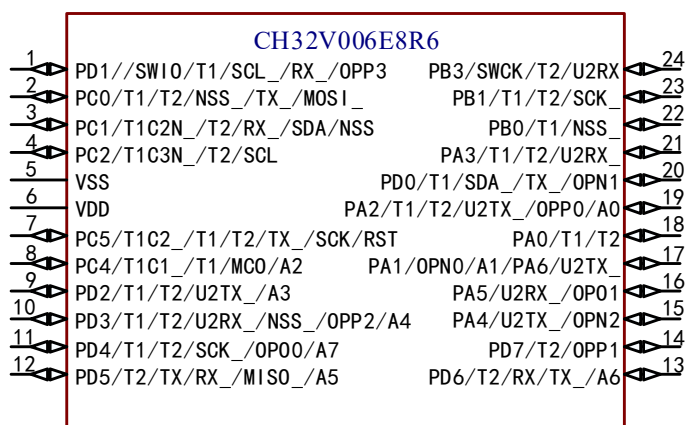 CH32V006E8R6
1 PD1//SWIO/T1/SCL_/RX_/OPP3 PB3/SWCK/T2/U2RX 24
2 PC0/T1/T2/NSS_/TX_/MOSI_ PB1/T1/T2/SCK_ 23
3 PC1/T1C2N_/T2/RX_/SDA/NSS PB0/T1/NSS_ 22
4 PC2/T1C3N_/T2/SCL PA3/T1/T2/U2RX_ 21
5 VSS PD0/T1/SDA_/TX_/OPN1 20
6 VDD PA2/T1/T2/U2TX_/OPP0/A0 19
7 PC5/T1C2_/T1/T2/TX_/SCK/RST PA0/T1/T2 18
8 PC4/T1C1_/T1/MCO/A2 PA1/OPN0/A1/PA6/U2TX_ 17
9 PD2/T1/T2/U2TX_/A3 PA5/U2RX_/OPO1 16
10 PD3/T1/T2/U2RX_/NSS_/OPP2/A4 PA4/U2TX_/OPN2 15
11 PD4/T1/T2/SCK_/OPO0/A7 PD7/T2/OPP1 14
12 PD5/T2/TX/RX_/MISO_/A5 PD6/T2/RX/TX_/A6 13